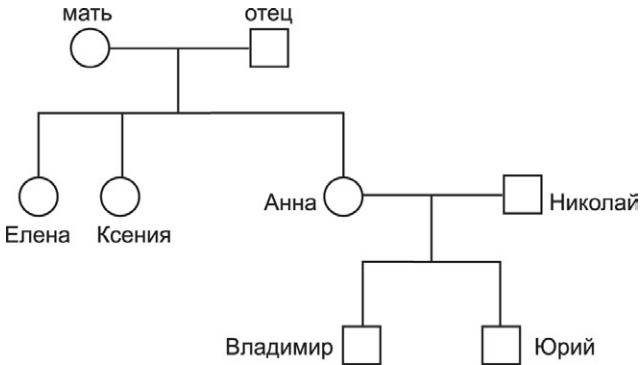 мать
отец
Елена
Ксения
Анна
Николай
Владимир
Юрий